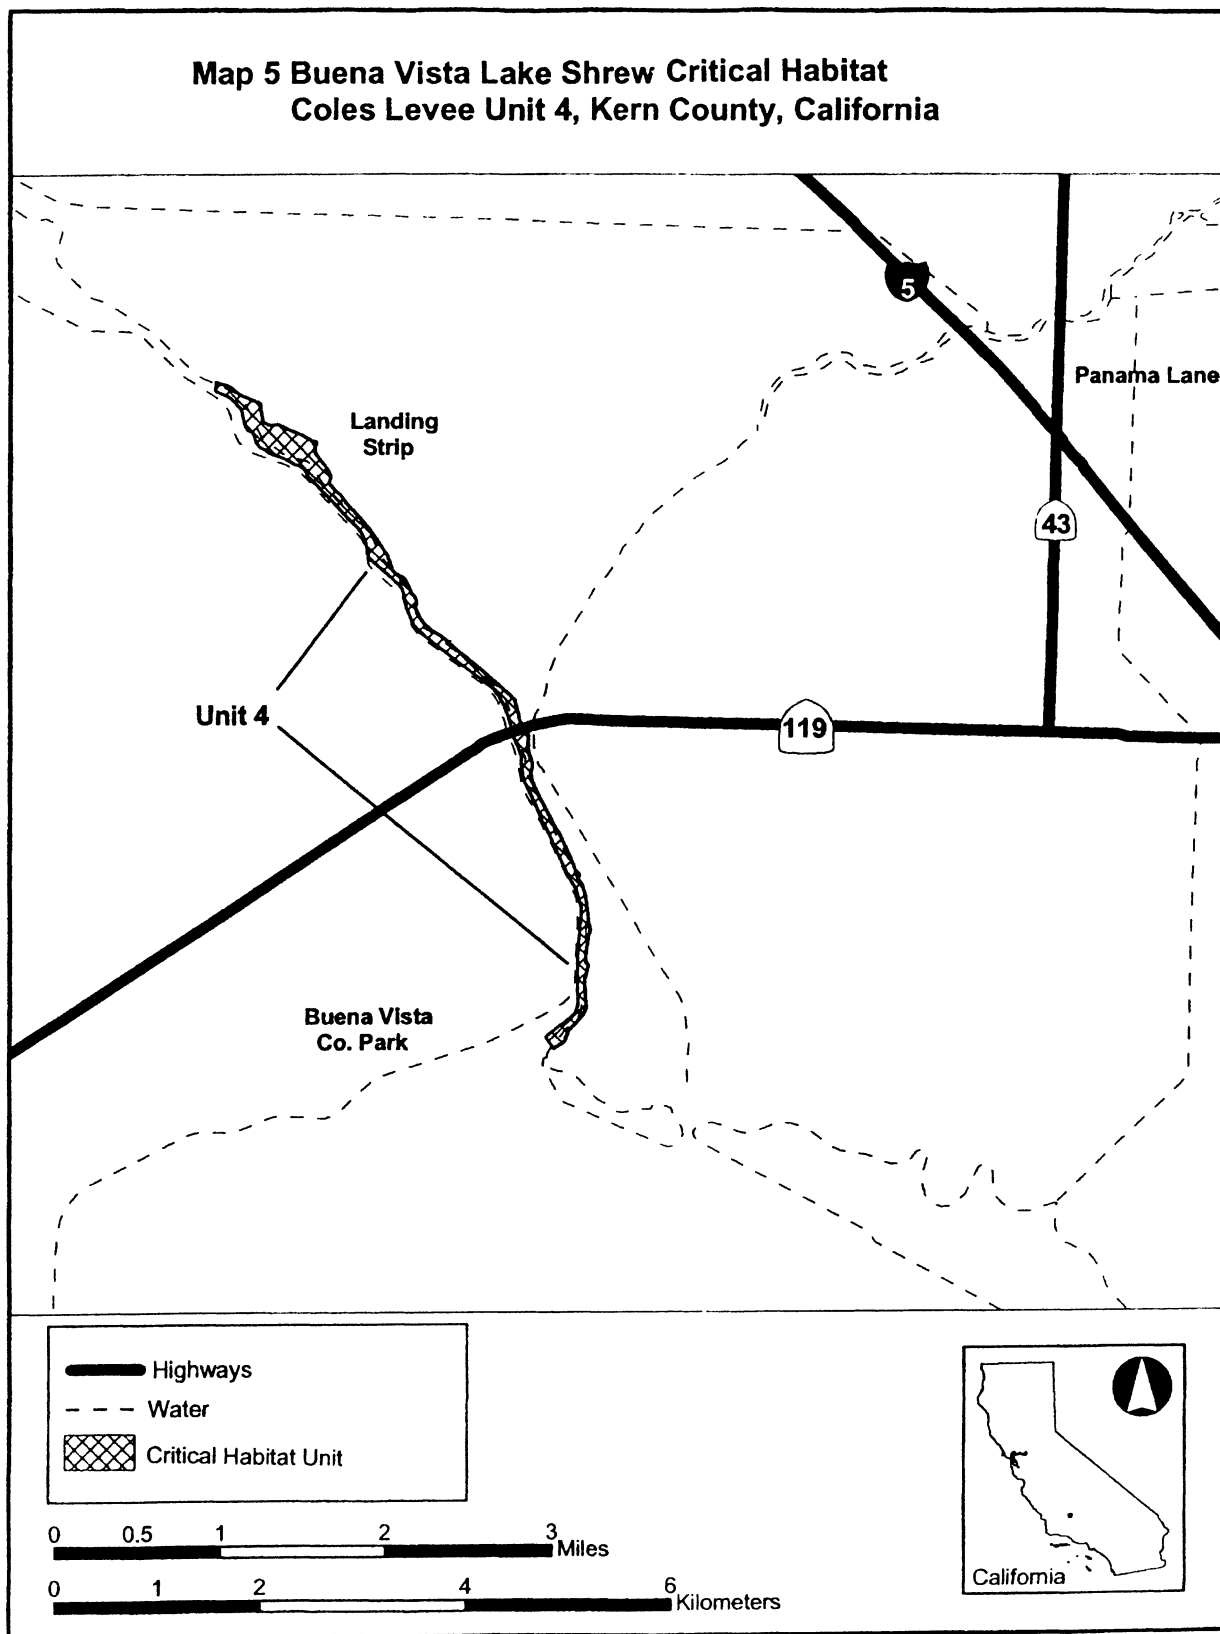 Map 5 Buena Vista Lake Shrew Critical Habitat
Coles Levee Unit 4, Kern County, California
5
Panama Lane
Landing
Strip
43
Unit 4
119
Buena Vista
Co. Park
Highways
Water
Critical Habitat Unit
0 0.5 1 2 3 Miles
0 1 2 4 6 Kilometers
California